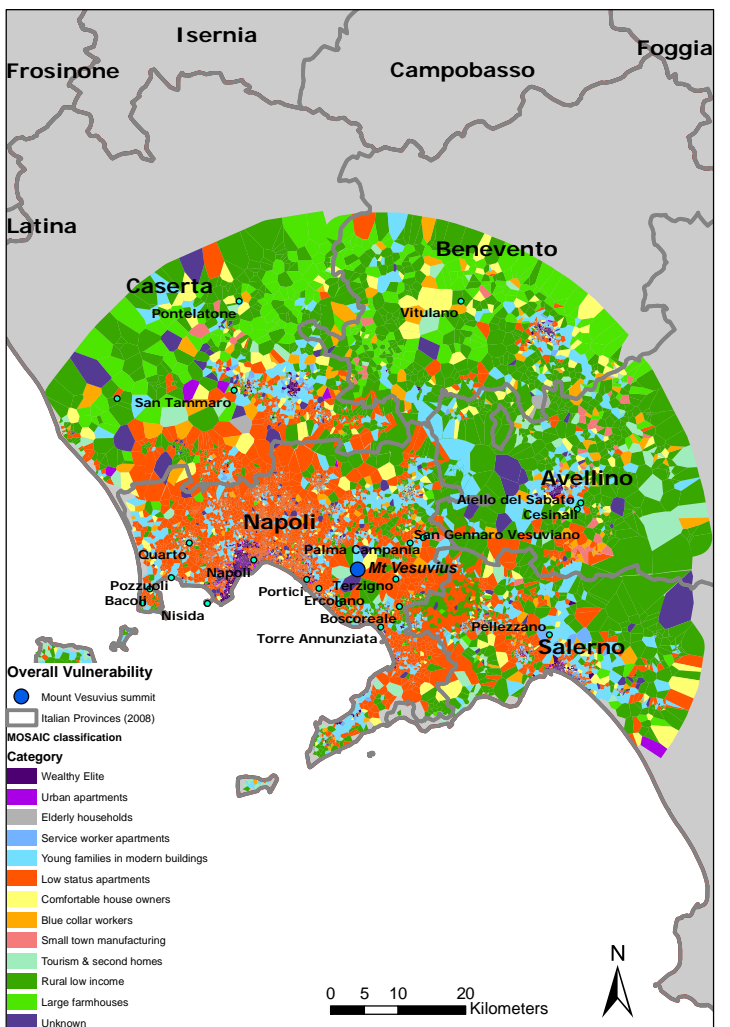 Isernia
Foggia
Frosinone
Campobasso
Latina
Benevento
Caserta
Pontelatone
Vitulano
San Tammaro
Avellino
Aiello del Sabato
Cesinali
Napoli
San Gennaro Vesuviano
Palma Campania
Quarto
Mt Vesuvius
Napoli
Pozzuoli
Portici
Terzigno
Bacoli
Ercolano
Nisida
Boscoreale
Pellezzano
Torre Annunziata
Salerno
Overall Vulnerability
Mount Vesuvius summit
Italian Provinces (2008)
MOSAIC classification
Category
Wealthy Elite
Urban apartments
Elderly households
Service worker apartments
Young families in modern buildings
Low status apartments
Comfortable house owners
Blue collar workers
Small town manufacturing
Tourism & second homes
Rural low income
Large farmhouses
Unknown
N
0 5 10 20
Kilometers